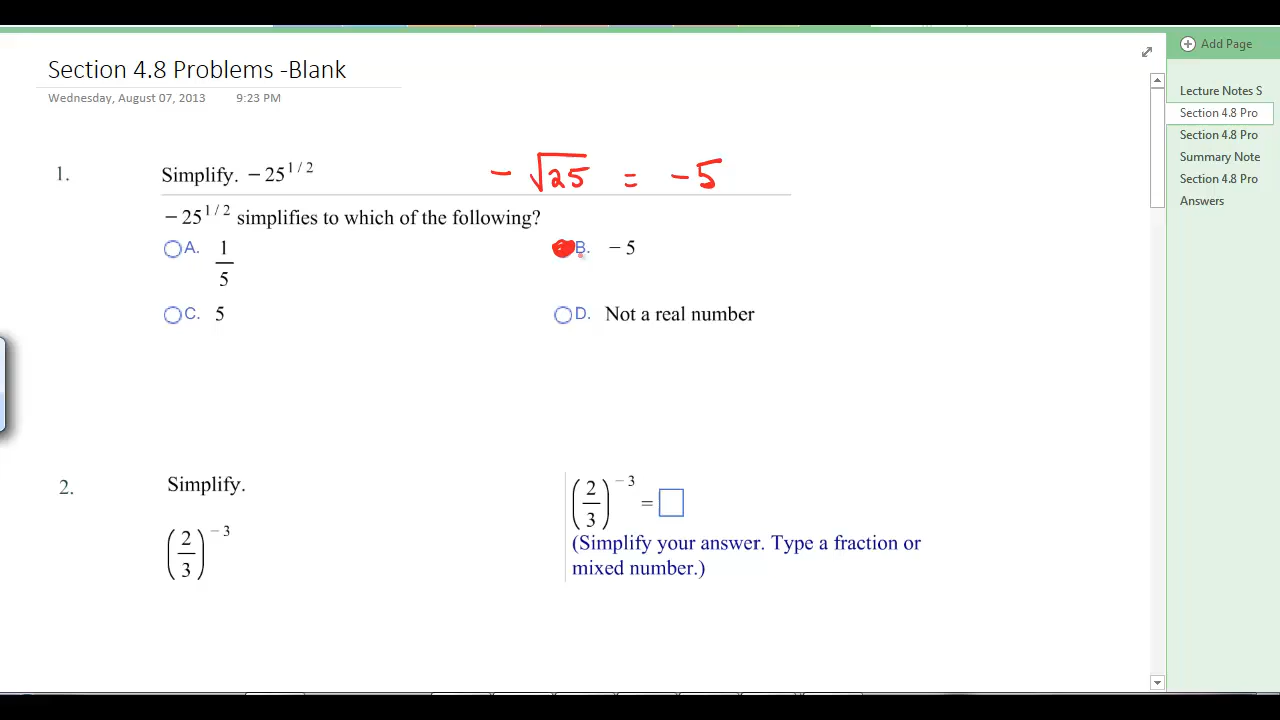 Section 4.8 Problems -Blank
Wednesday, August 07, 2013 9:23 PM
Add Page
Lecture Notes S
Section 4.8 Pro
Section 4.8 Pro
Summary Note
Section 4.8 Pro
Answers
1. Simplify. −25^1/2 − √25 = −5
−25^1/2 simplifies to which of the following?
A. 1/5 B. −5
C. 5 D. Not a real number
2. Simplify.
(2/3)^−3
(2/3)^−3 =
(Simplify your answer. Type a fraction or
mixed number.)